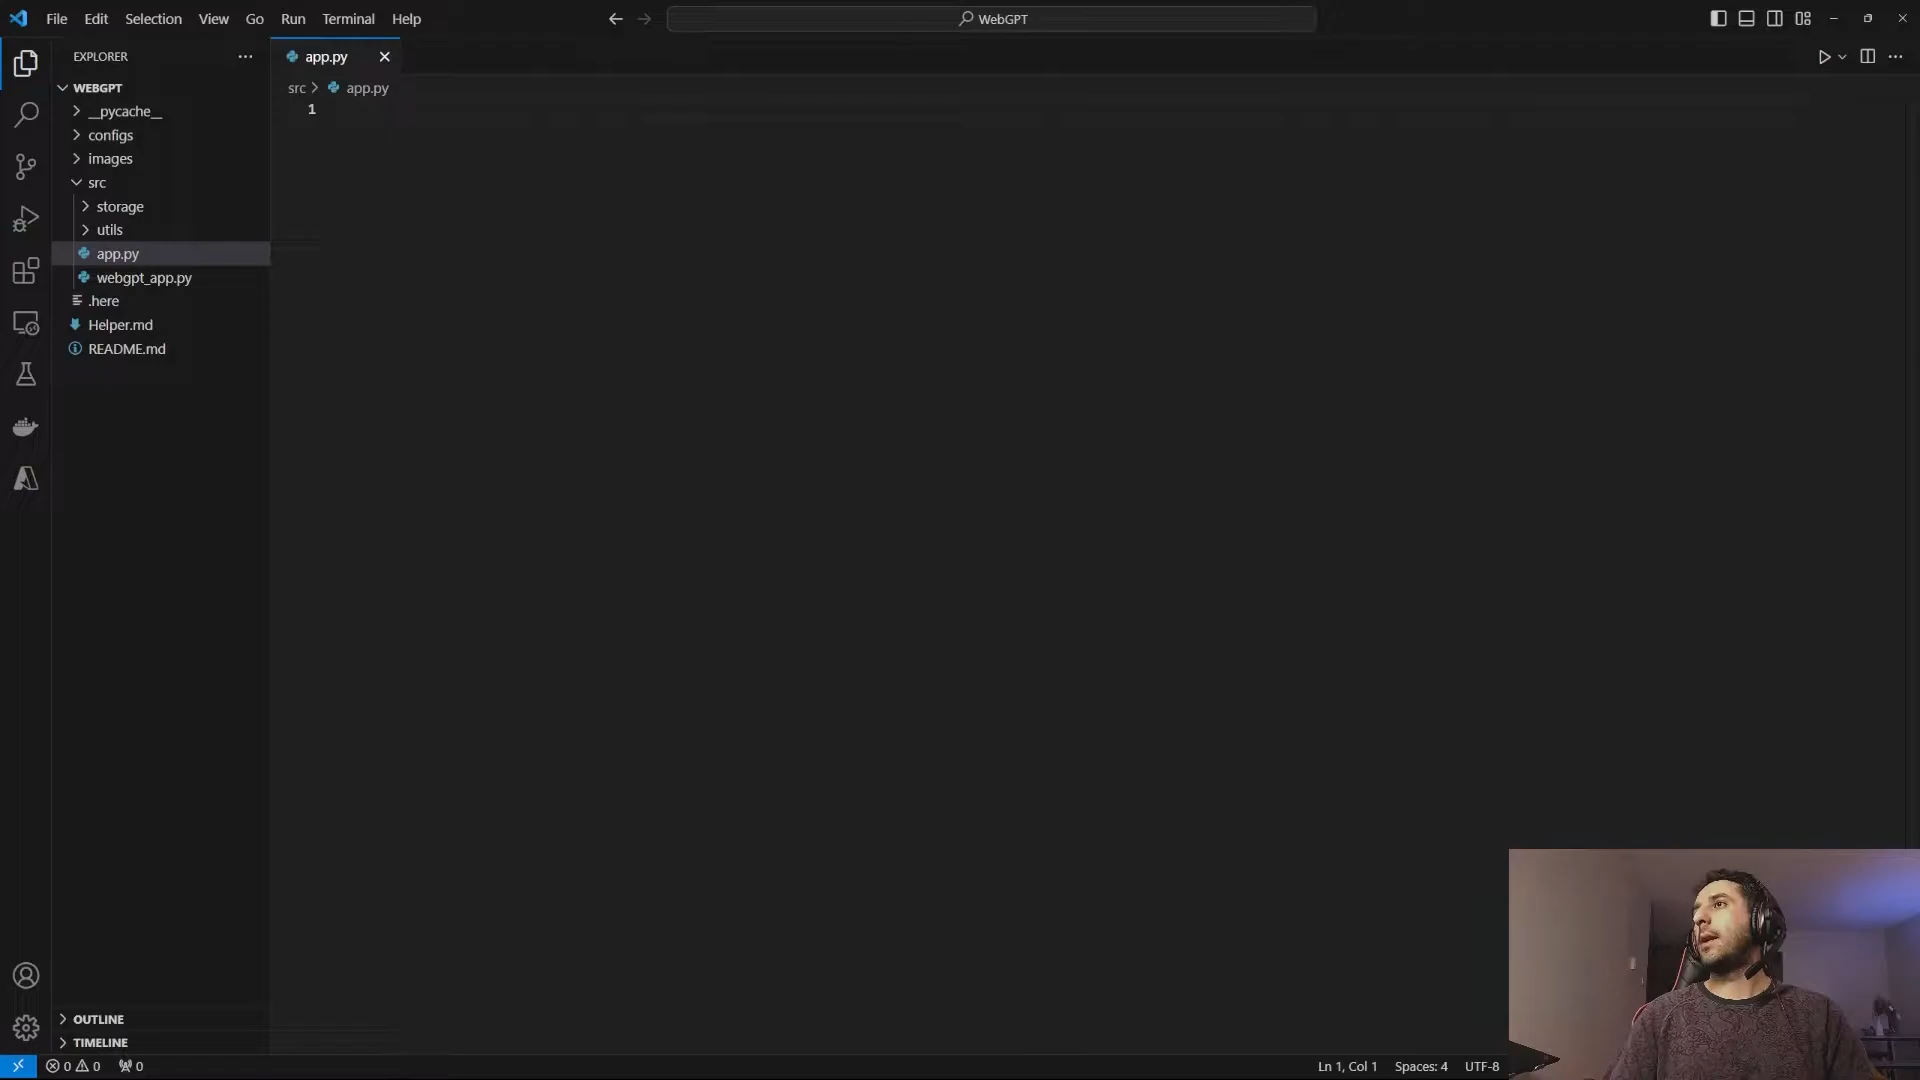 File Edit Selection View Go Run Terminal Help
WebGPT
EXPLORER
app.py
WEBGPT
src
app.py
1
__pycache__
configs
images
src
storage
utils
app.py
webgpt_app.py
.here
Helper.md
README.md
OUTLINE
TIMELINE
0 0 0
Ln 1, Col 1 Spaces: 4 UTF-8